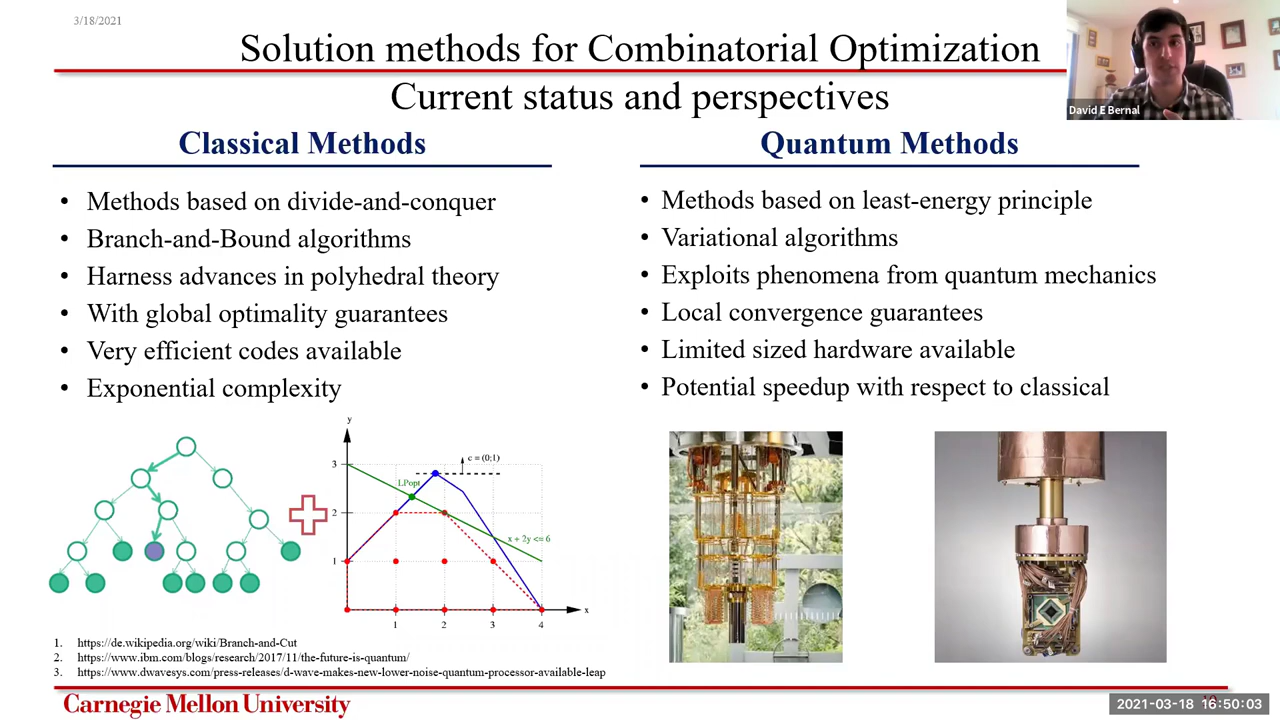 3/18/2021
Solution methods for Combinatorial Optimization
Current status and perspectives
David E Bernal
Classical Methods
• Methods based on divide-and-conquer
• Branch-and-Bound algorithms
• Harness advances in polyhedral theory
• With global optimality guarantees
• Very efficient codes available
• Exponential complexity
Quantum Methods
• Methods based on least-energy principle
• Variational algorithms
• Exploits phenomena from quantum mechanics
• Local convergence guarantees
• Limited sized hardware available
• Potential speedup with respect to classical
y
3
c = (0;1)
LPopt
2
x + 2y <= 6
1
x
1 2 3 4
1. https://de.wikipedia.org/wiki/Branch-and-Cut
2. https://www.ibm.com/blogs/research/2017/11/the-future-is-quantum/
3. https://www.dwavesys.com/press-releases/d-wave-makes-new-lower-noise-quantum-processor-available-leap
Carnegie Mellon University
2021-03-18 16:50:03